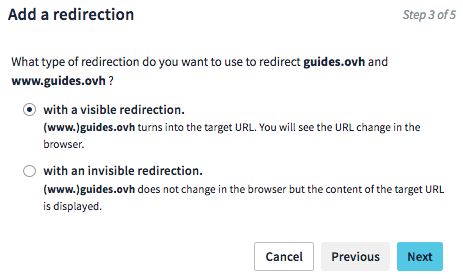 Add a redirection
Step 3 of 5
What type of redirection do you want to use to redirect guides.ovh and
www.guides.ovh ?
with a visible redirection.
(www.)guides.ovh turns into the target URL. You will see the URL change in the
browser.
with an invisible redirection.
(www.)guides.ovh does not change in the browser but the content of the target URL
is displayed.
Cancel
Previous
Next